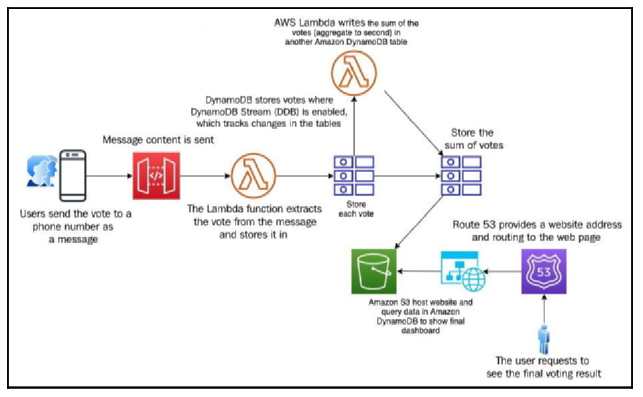 AWS Lambda writes the sum of the
votes (aggregate to second) in
another Amazon DynamoDB table
DynamoDB stores votes where
DynamoDB Stream (DDB) is enabled,
which tracks changes in the tables
Message content is sent
Store the
sum of votes
</>
Users send the vote to a
phone number as
a message
The Lambda function extracts
the vote from the message
and stores it in
Store
each vote
Route 53 provides a website address
and routing to the web page
53
Amazon S3 host website and
query data in Amazon
DynamoDB to show final
dashboard
The user requests to
see the final voting result